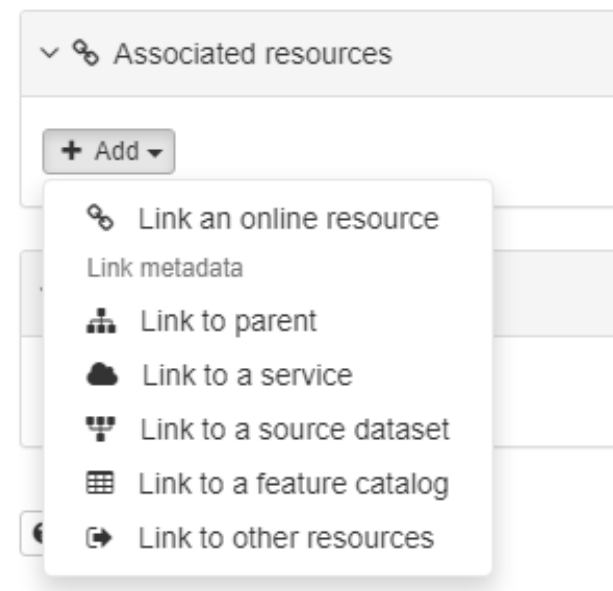 Associated resources
Add
Link an online resource
Link metadata
Link to parent
Link to a service
Link to a source dataset
Link to a feature catalog
Link to other resources